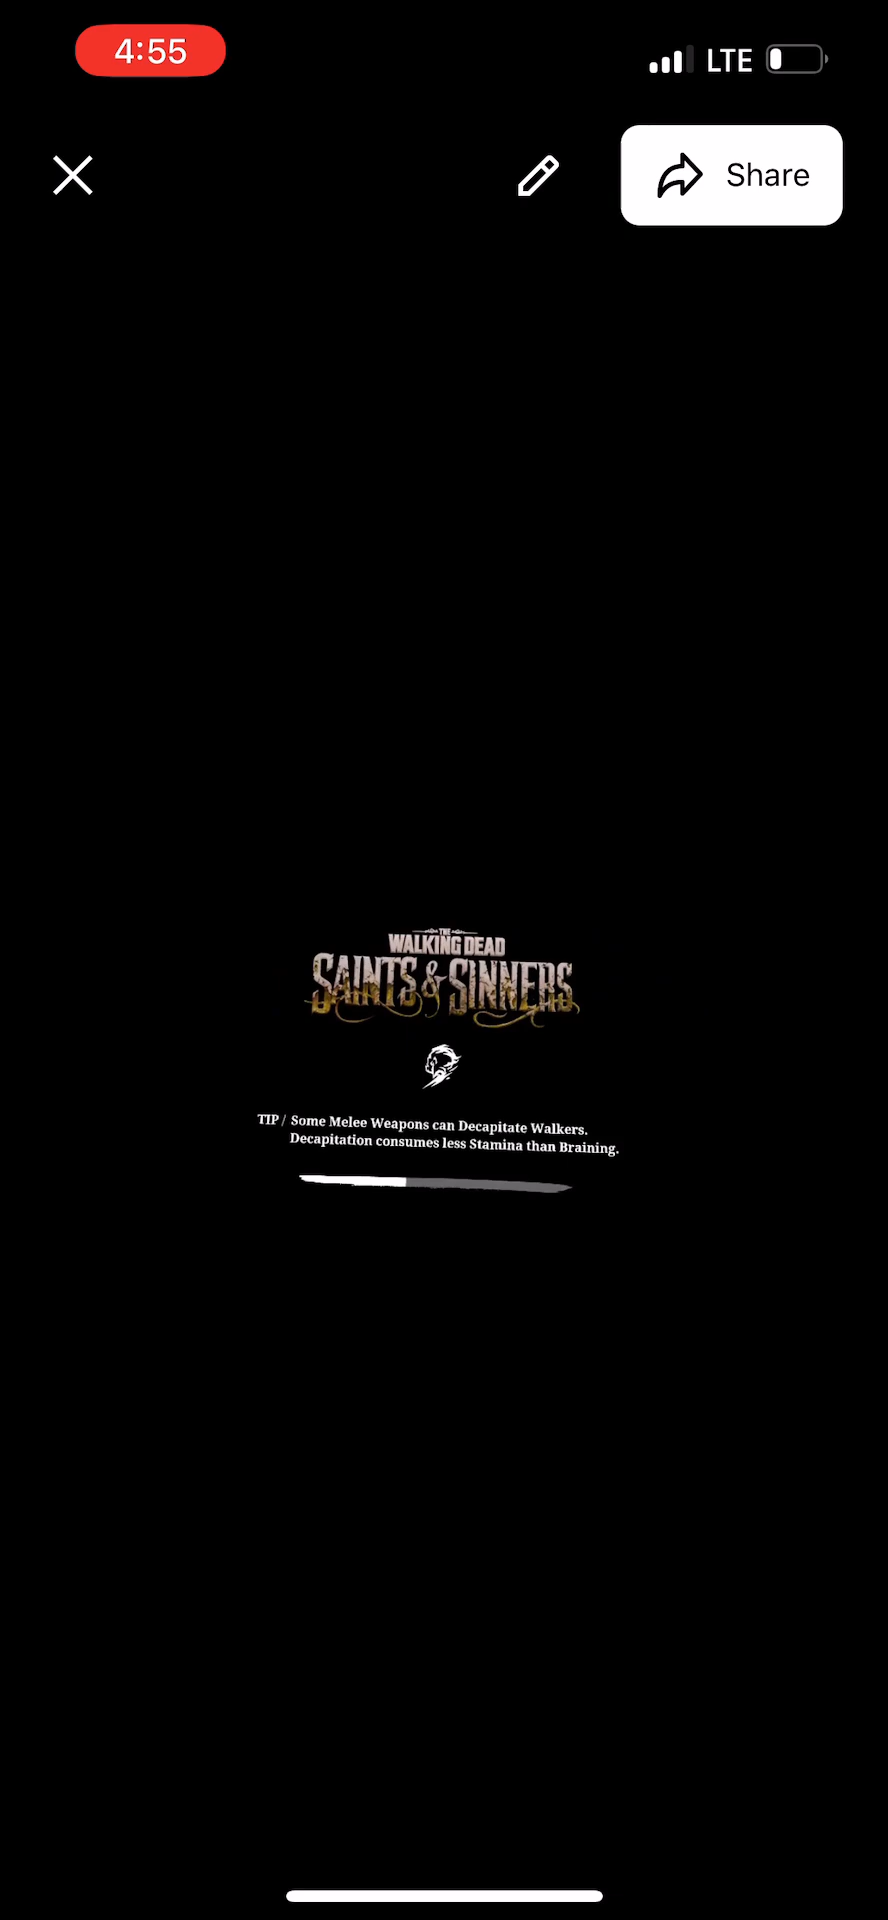 4:55
LTE
Share
THE
WALKING DEAD
SAINTS & SINNERS
TIP / Some Melee Weapons can Decapitate Walkers.
Decapitation consumes less Stamina than Braining.